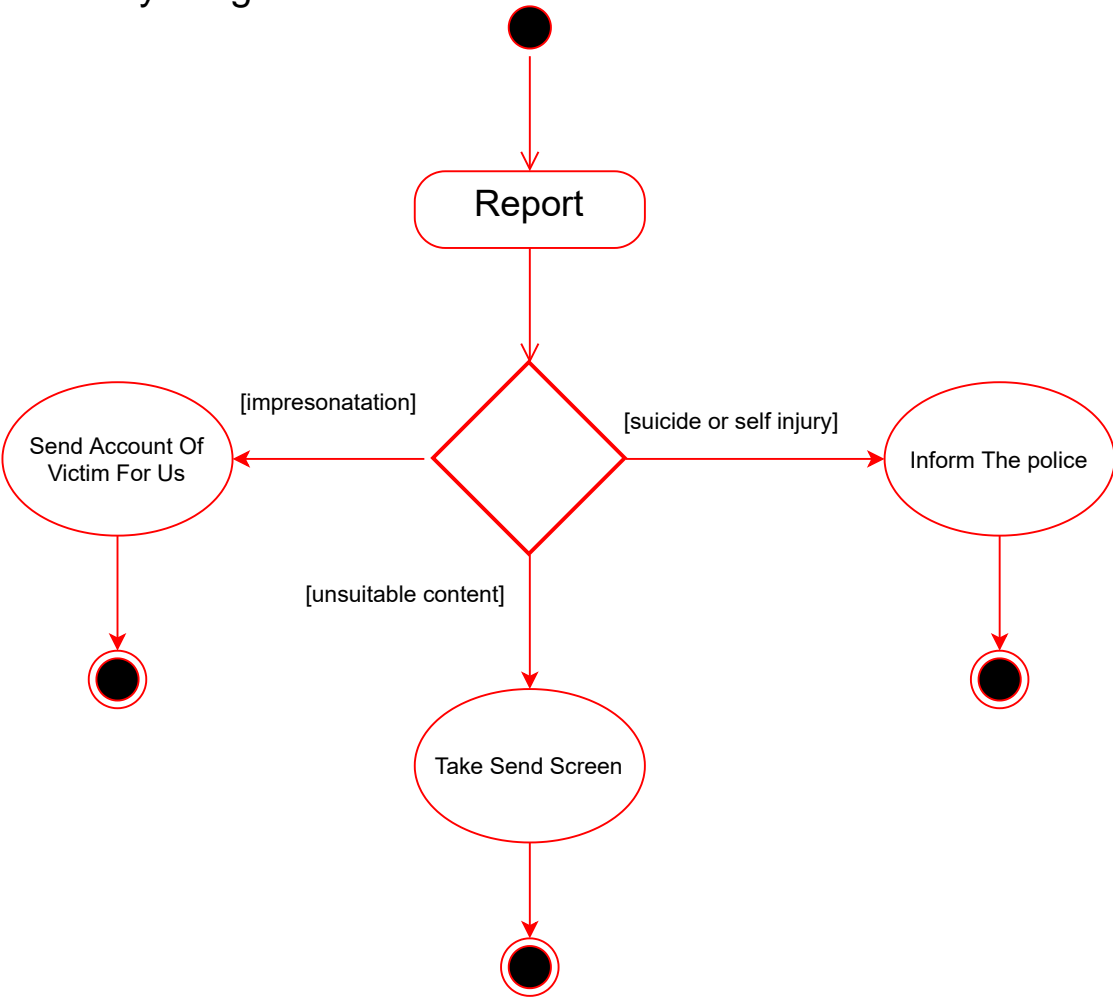 Report
[impresonatation]
[suicide or self injury]
Send Account Of
Victim For Us
Inform The police
[unsuitable content]
Take Send Screen